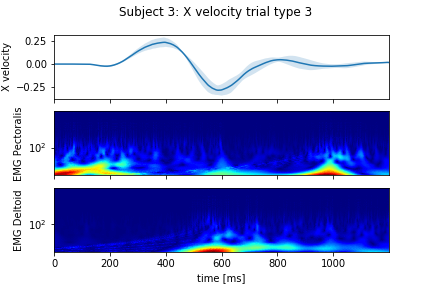 Subject 3: X velocity trial type 3
X velocity
0.25
0.00
−0.25
EMG Pectoralis
10²
EMG Deltoid
10²
0 200 400 600 800 1000
time [ms]